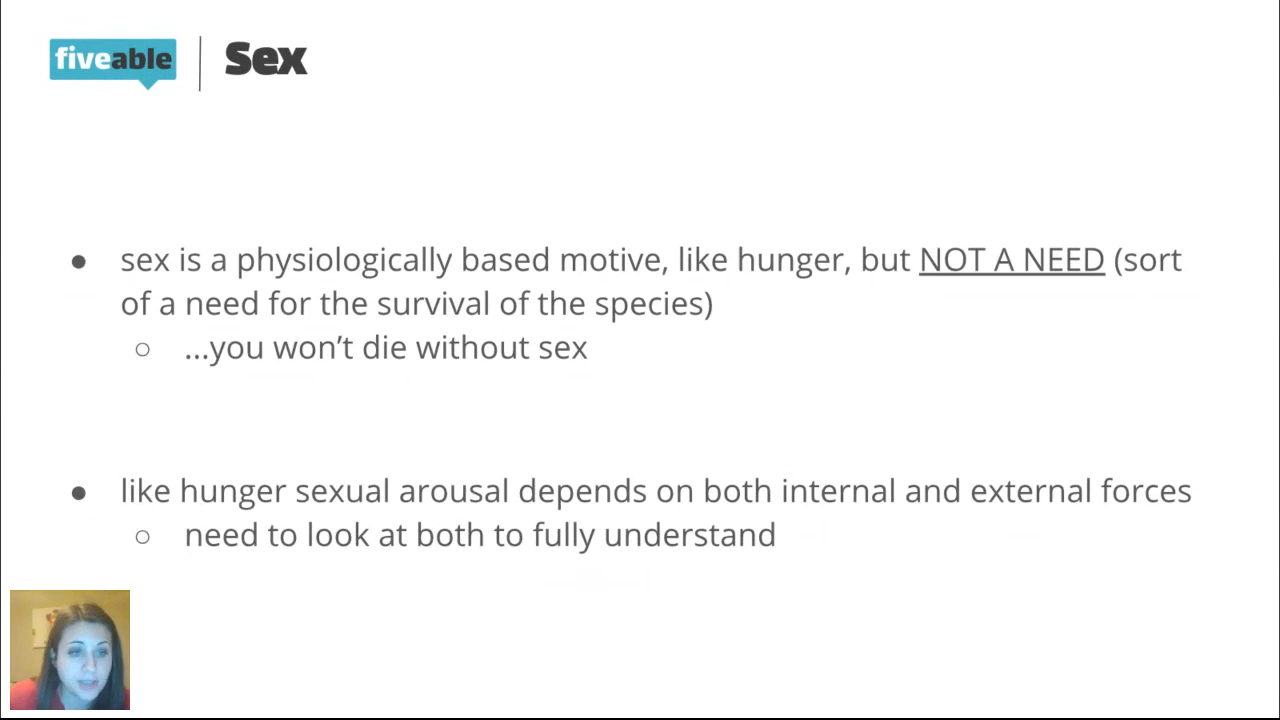 fiveable | Sex
● sex is a physiologically based motive, like hunger, but NOT A NEED (sort
of a need for the survival of the species)
○ ...you won't die without sex
● like hunger sexual arousal depends on both internal and external forces
○ need to look at both to fully understand